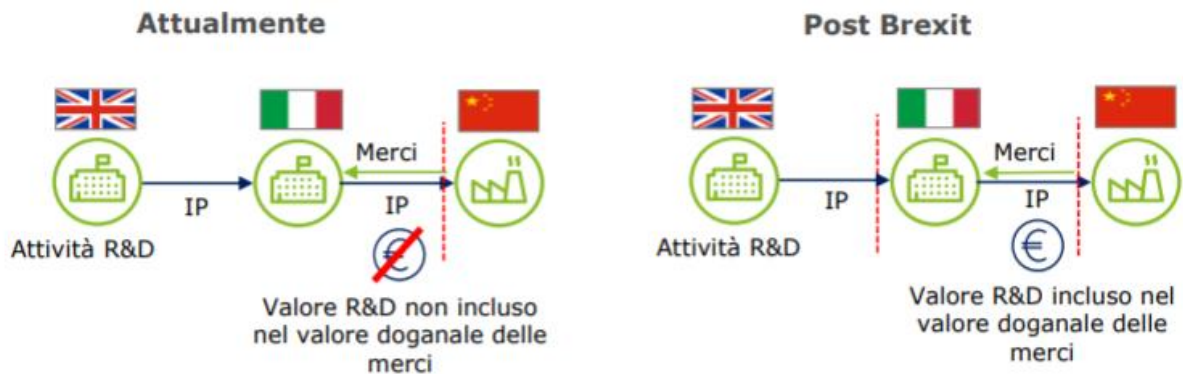 Attualmente
Merci
IP
IP
Attività R&D
Valore R&D non incluso
nel valore doganale delle
merci
Post Brexit
Merci
IP
IP
Attività R&D
Valore R&D incluso nel
valore doganale delle
merci